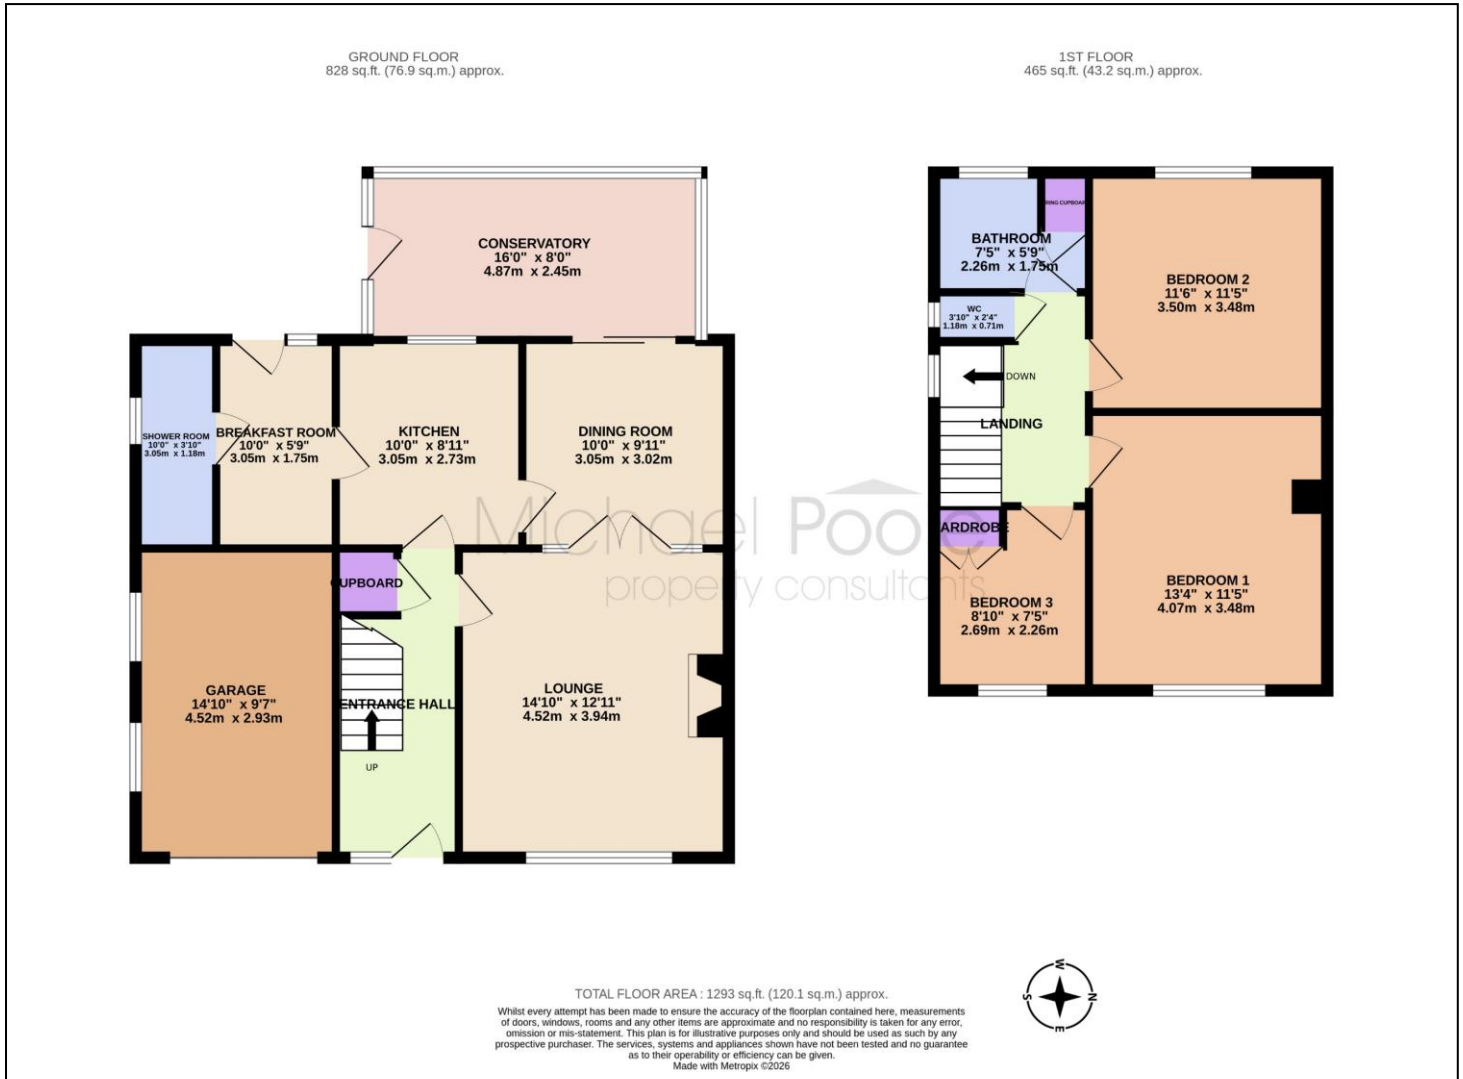 GROUND FLOOR
828 sq.ft. (76.9 sq.m.) approx.
1ST FLOOR
465 sq.ft. (43.2 sq.m.) approx.
CONSERVATORY
16'0" x 8'0"
4.87m x 2.45m
SHOWER ROOM
10'0" x 3'10"
3.05m x 1.18m
BREAKFAST ROOM
10'0" x 5'9"
3.05m x 1.75m
KITCHEN
10'0" x 8'11"
3.05m x 2.73m
DINING ROOM
10'0" x 9'11"
3.05m x 3.02m
CUPBOARD
GARAGE
14'10" x 9'7"
4.52m x 2.93m
ENTRANCE HALL
UP
LOUNGE
14'10" x 12'11"
4.52m x 3.94m
RING CUPBOAR
BATHROOM
7'5" x 5'9"
2.26m x 1.75m
WC
3'10" x 2'4"
1.18m x 0.71m
DOWN
LANDING
BEDROOM 2
11'6" x 11'5"
3.50m x 3.48m
ARDROBE
BEDROOM 3
8'10" x 7'5"
2.69m x 2.26m
BEDROOM 1
13'4" x 11'5"
4.07m x 3.48m
Michael Poole
property consultants
TOTAL FLOOR AREA : 1293 sq.ft. (120.1 sq.m.) approx.
Whilst every attempt has been made to ensure the accuracy of the floorplan contained here, measurements
of doors, windows, rooms and any other items are approximate and no responsibility is taken for any error,
omission or mis-statement. This plan is for illustrative purposes only and should be used as such by any
prospective purchaser. The services, systems and appliances shown have not been tested and no guarantee
as to their operability or efficiency can be given.
Made with Metropix ©2026
W
S
N
E